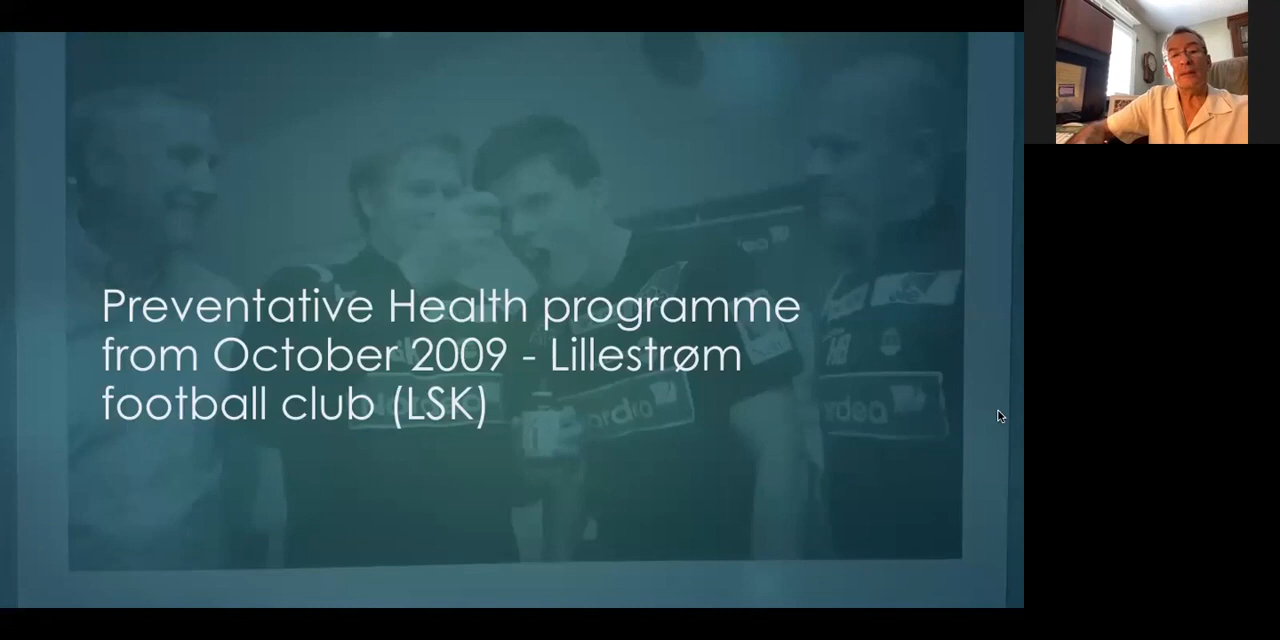 Preventative Health programme
from October 2009 - Lillestrøm
football club (LSK)